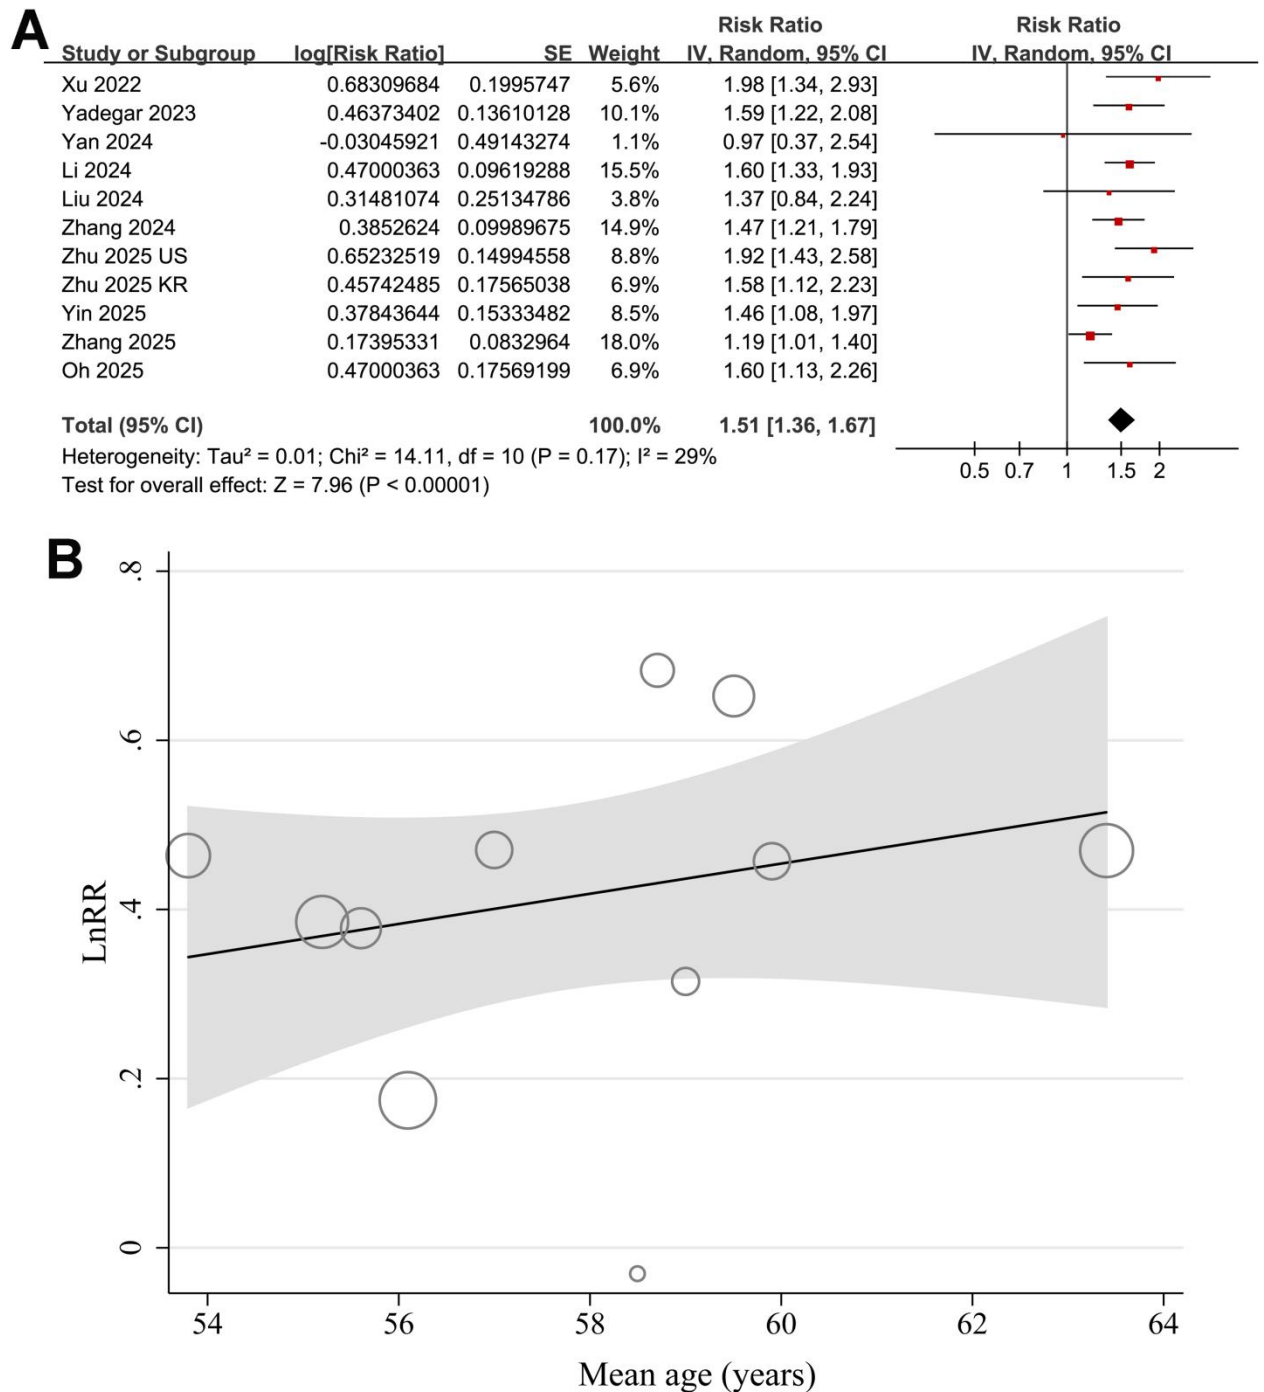 A
Risk Ratio Risk Ratio
Study or Subgroup log[Risk Ratio] SE Weight IV, Random, 95% CI IV, Random, 95% CI
Xu 2022 0.68309684 0.1995747 5.6% 1.98 [1.34, 2.93]
Yadegar 2023 0.46373402 0.13610128 10.1% 1.59 [1.22, 2.08]
Yan 2024 -0.03045921 0.49143274 1.1% 0.97 [0.37, 2.54]
Li 2024 0.47000363 0.09619288 15.5% 1.60 [1.33, 1.93]
Liu 2024 0.31481074 0.25134786 3.8% 1.37 [0.84, 2.24]
Zhang 2024 0.3852624 0.09989675 14.9% 1.47 [1.21, 1.79]
Zhu 2025 US 0.65232519 0.14994558 8.8% 1.92 [1.43, 2.58]
Zhu 2025 KR 0.45742485 0.17565038 6.9% 1.58 [1.12, 2.23]
Yin 2025 0.37843644 0.15333482 8.5% 1.46 [1.08, 1.97]
Zhang 2025 0.17395331 0.0832964 18.0% 1.19 [1.01, 1.40]
Oh 2025 0.47000363 0.17569199 6.9% 1.60 [1.13, 2.26]
Total (95% CI) 100.0% 1.51 [1.36, 1.67]
Heterogeneity: Tau² = 0.01; Chi² = 14.11, df = 10 (P = 0.17); I² = 29%
Test for overall effect: Z = 7.96 (P < 0.00001)
0.5 0.7 1 1.5 2
B
.8
.6
.4
.2
0
LnRR
54 56 58 60 62 64
Mean age (years)